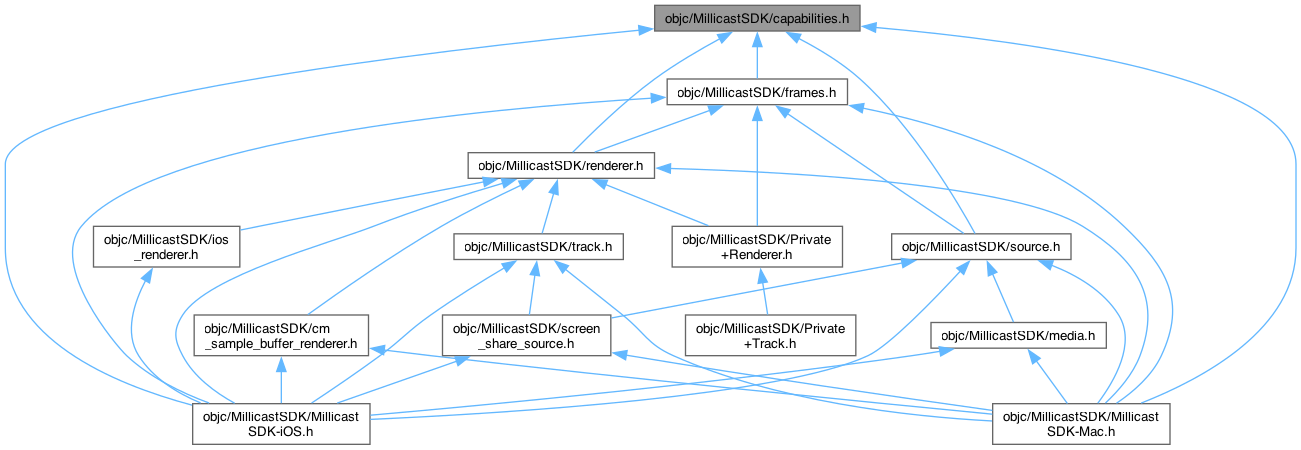 objc/MillicastSDK/capabilities.h
objc/MillicastSDK/frames.h
objc/MillicastSDK/renderer.h
objc/MillicastSDK/ios
_renderer.h
objc/MillicastSDK/track.h
objc/MillicastSDK/Private
+Renderer.h
objc/MillicastSDK/source.h
objc/MillicastSDK/cm
_sample_buffer_renderer.h
objc/MillicastSDK/screen
_share_source.h
objc/MillicastSDK/Private
+Track.h
objc/MillicastSDK/media.h
objc/MillicastSDK/Millicast
SDK-iOS.h
objc/MillicastSDK/Millicast
SDK-Mac.h